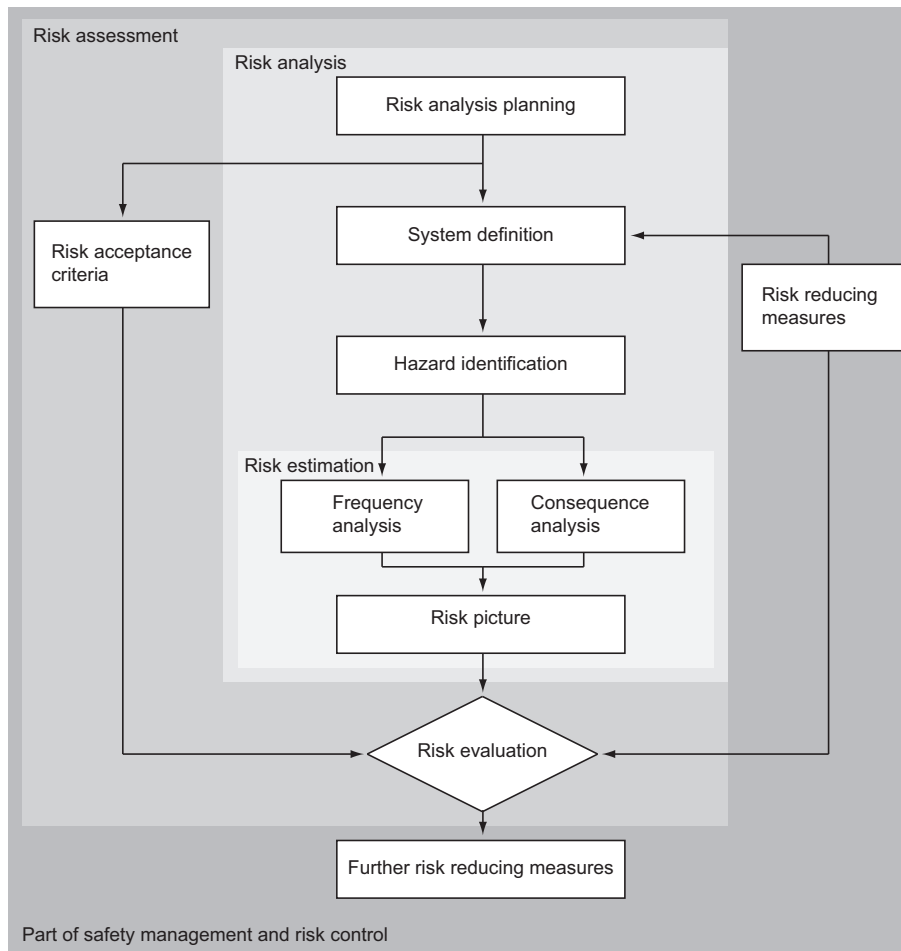 Risk assessment
Risk analysis
Risk analysis planning
System definition
Risk acceptance
criteria
Risk reducing
measures
Hazard identification
Risk estimation
Frequency
analysis
Consequence
analysis
Risk picture
Risk evaluation
Further risk reducing measures
Part of safety management and risk control